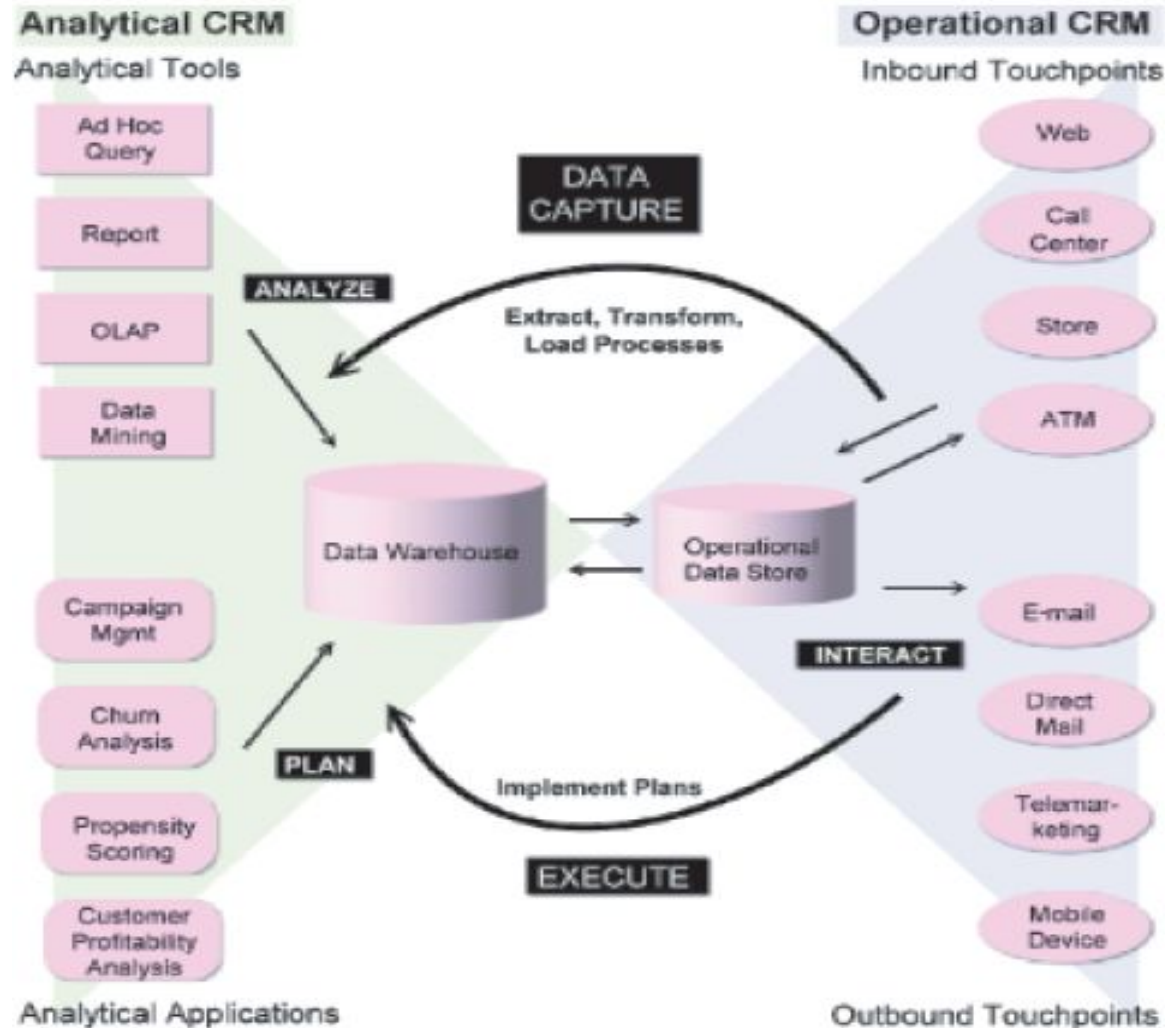 Analytical CRM
Analytical Tools
Ad Hoc
Query
Report
OLAP
Data
Mining
Campaign
Mgmt
Churn
Analysis
Propensity
Scoring
Customer
Profitability
Analysis
Analytical Applications
ANALYZE
PLAN
DATA
CAPTURE
Extract, Transform,
Load Processes
Data Warehouse
Operational
Data Store
INTERACT
Implement Plans
EXECUTE
Operational CRM
Inbound Touchpoints
Web
Call
Center
Store
ATM
E-mail
Direct
Mail
Telemar-
keting
Mobile
Device
Outbound Touchpoints